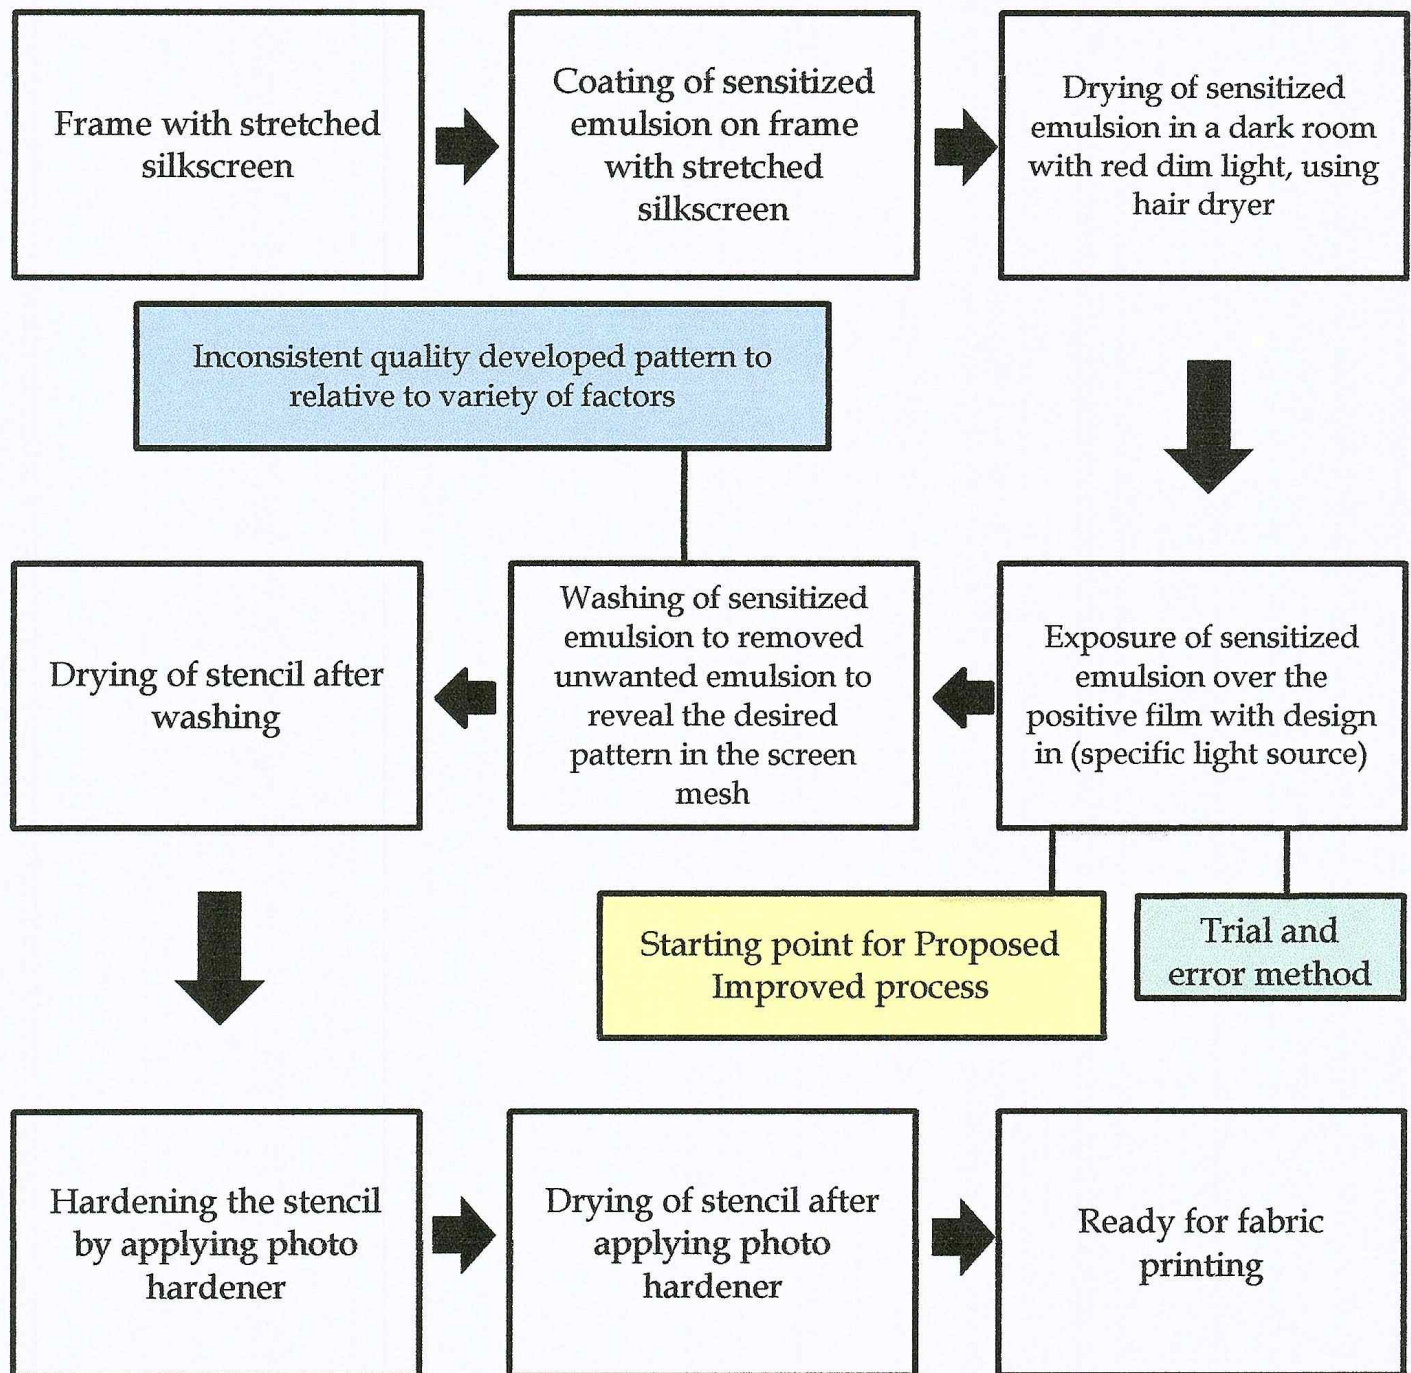 Frame with stretched
silkscreen
Coating of sensitized
emulsion on frame
with stretched
silkscreen
Drying of sensitized
emulsion in a dark room
with red dim light, using
hair dryer
Inconsistent quality developed pattern to
relative to variety of factors
Exposure of sensitized
emulsion over the
positive film with design
in (specific light source)
Washing of sensitized
emulsion to removed
unwanted emulsion to
reveal the desired
pattern in the screen
mesh
Drying of stencil after
washing
Starting point for Proposed
Improved process
Trial and
error method
Hardening the stencil
by applying photo
hardener
Drying of stencil after
applying photo
hardener
Ready for fabric
printing